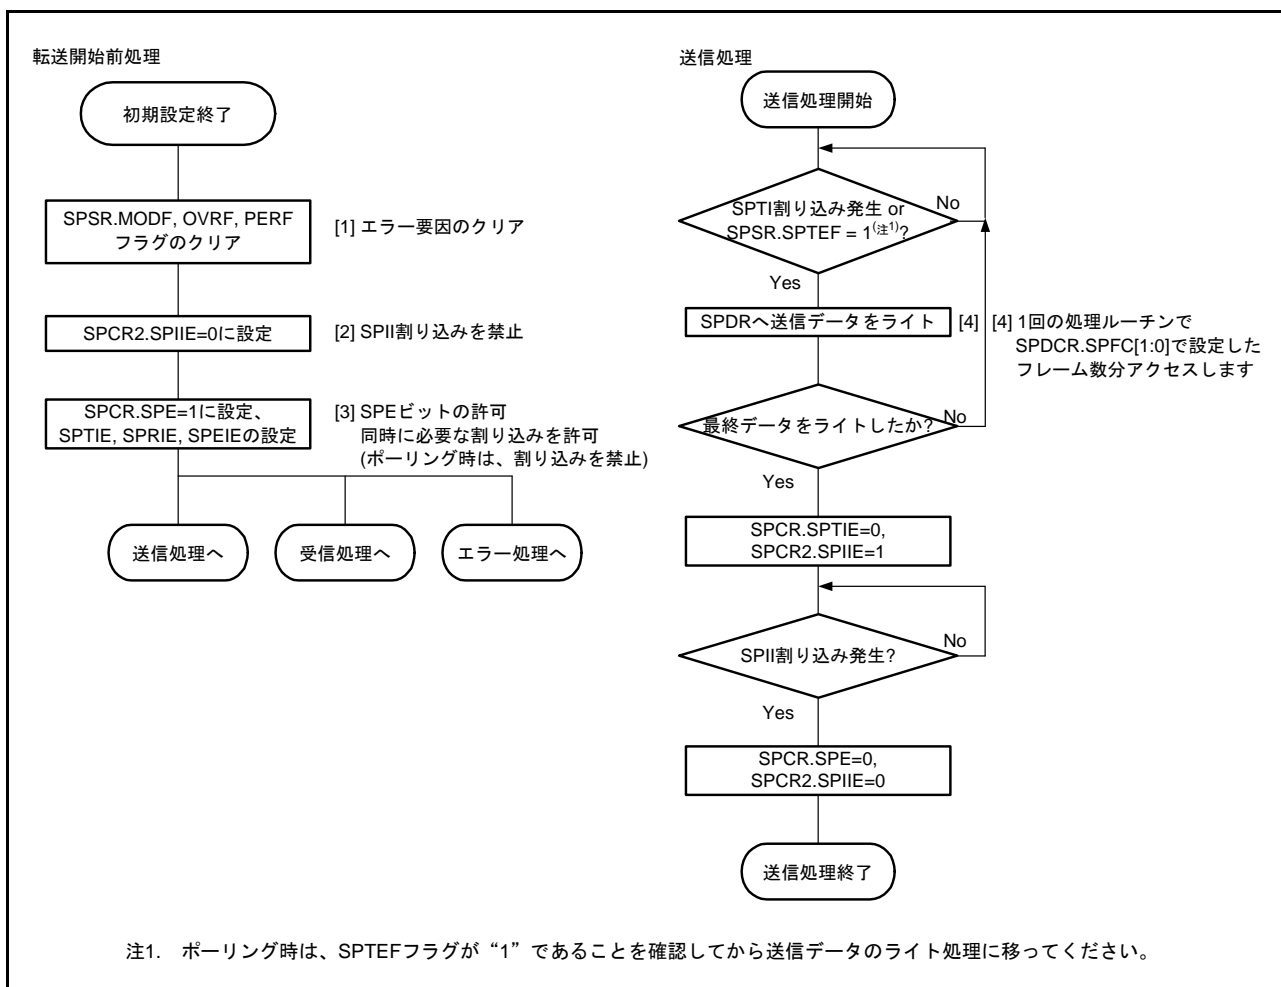 転送開始前処理
初期設定終了
SPSR.MODF, OVRF, PERF
フラグのクリア
[1] エラー要因のクリア
SPCR2.SPIIE=0に設定
[2] SPII割り込みを禁止
SPCR.SPE=1に設定、
SPTIE, SPRIE, SPEIEの設定
[3] SPEビットの許可
同時に必要な割り込みを許可
(ポーリング時は、割り込みを禁止)
送信処理へ
受信処理へ
エラー処理へ
送信処理
送信処理開始
SPTI割り込み発生 or
SPSR.SPTEF = 1(注1)?
No
Yes
SPDRへ送信データをライト
[4]
[4] 1回の処理ルーチンで
SPDCR.SPFC[1:0]で設定した
フレーム数分アクセスします
最終データをライトしたか?
No
Yes
SPCR.SPTIE=0,
SPCR2.SPIIE=1
SPII割り込み発生?
No
Yes
SPCR.SPE=0,
SPCR2.SPIIE=0
送信処理終了
注1. ポーリング時は、SPTEFフラグが“1”であることを確認してから送信データのライト処理に移ってください。